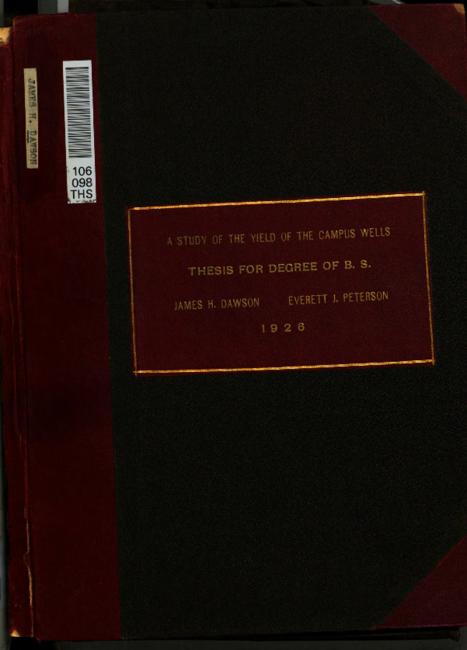 JAMES H. DAWSON
106
098
THS
A STUDY OF THE YIELD OF THE CAMPUS WELLS
THESIS FOR DEGREE OF B. S.
JAMES H. DAWSON EVERETT J. PETERSON
1926